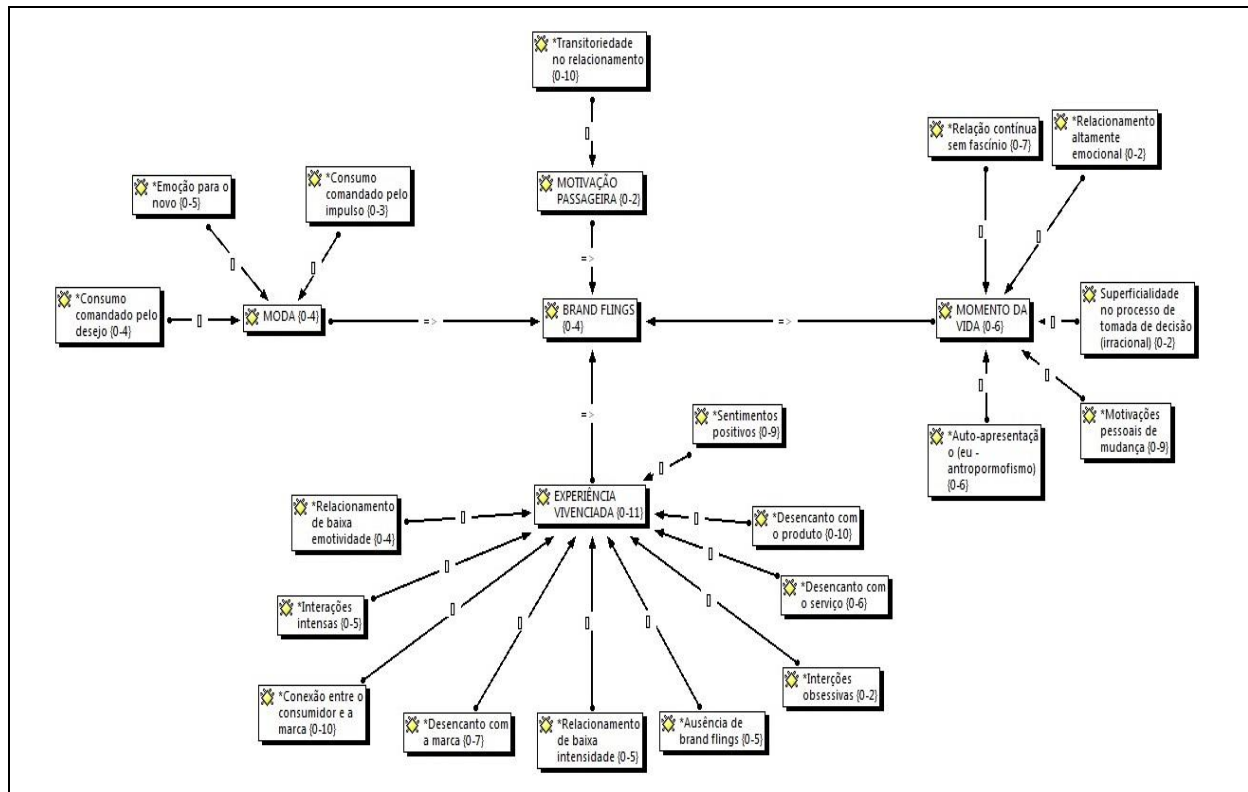 *Transitoriedade
no relacionamento
{0-10}
*Relação contínua
sem fascínio {0-7}
*Relacionamento
altamente
emocional {0-2}
*Emoção para o
novo {0-5}
*Consumo
comandado pelo
impulso {0-3}
MOTIVAÇÃO
PASSAGEIRA {0-2}
[]
[]
[]
[]
[]
=>
*Consumo
comandado pelo
desejo {0-4}
[]
MODA {0-4}
=>
BRAND FLINGS
{0-4}
=>
MOMENTO DA
VIDA {0-6}
[]
Superficialidade
no processo de
tomada de decisão
(irracional) {0-2}
=>
[]
[]
*Sentimentos
positivos {0-9}
*Auto-apresentaçã
o (eu -
antropormofismo)
{0-6}
*Motivações
pessoais de
mudança {0-9}
[]
EXPERIÊNCIA
VIVENCIADA {0-11}
*Relacionamento
de baixa
emotividade {0-4}
[]
[]
*Desencanto com
o produto {0-10}
[]
[]
*Desencanto com
o serviço {0-6}
*Interações
intensas {0-5}
[]
[]
[]
[]
[]
*Interções
obsessivas {0-2}
*Conexão entre o
consumidor e a
marca {0-10}
*Desencanto com
a marca {0-7}
*Relacionamento
de baixa
intensidade {0-5}
*Ausência de
brand flings {0-5}